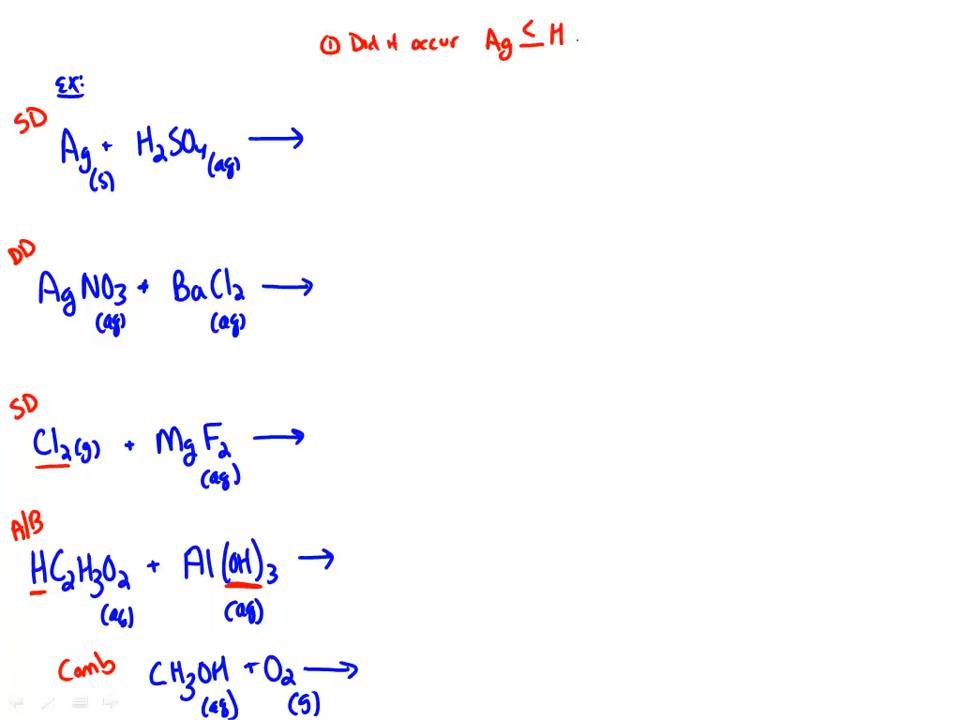 ① Did it occur Ag ≤ H
Ex:
SD
Ag(s) + H₂SO₄(aq) →
DD
AgNO₃(aq) + BaCl₂(aq) →
SD
Cl₂(g) + MgF₂(aq) →
A/B
HC₂H₃O₂(aq) + Al(OH)₃(aq) →
Comb CH₃OH(aq) + O₂(g) →